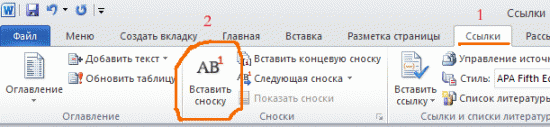 2
1
Ссылки
Файл Меню Создать вкладку Главная Вставка Разметка страницы Ссылки Рассы
Оглавление
Добавить текст
Обновить таблицу
Оглавление
AB1
Вставить сноску
Вставить концевую сноску
Следующая сноска
Показать сноски
Сноски
Вставить ссылку
Управление источ
Стиль: APA Fifth Ed
Список литературы
Ссылки и списки литературы